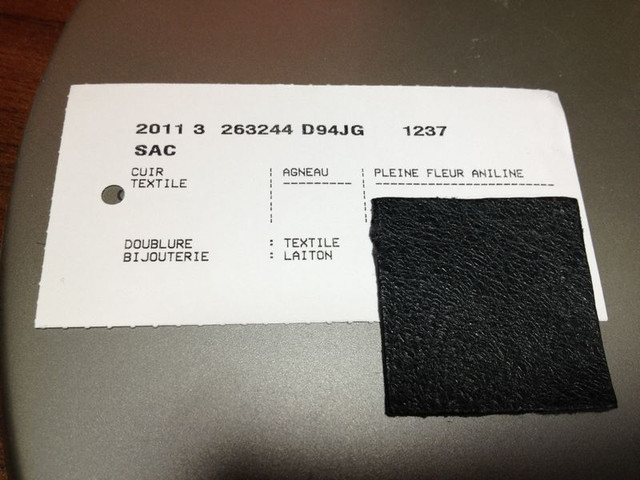 2011 3 263244 D94JG 1237
SAC
CUIR AGNEAU PLEINE FLEUR ANILINE
TEXTILE
DOUBLURE : TEXTILE
BIJOUTERIE : LAITON